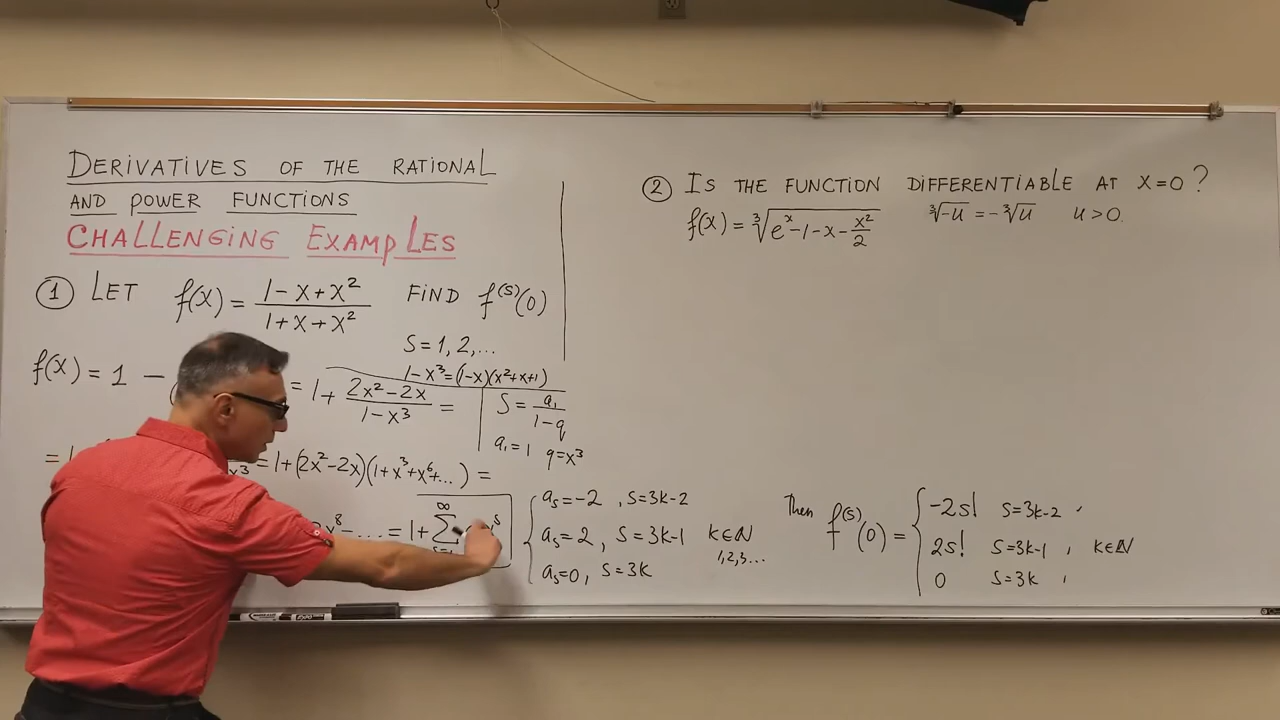 DERIVATIVES OF THE RATIONAL
AND POWER FUNCTIONS
CHALLENGING EXAMPLES
① LET f(x) = (1-x+x²)/(1+x+x²) FIND f⁽ˢ⁾(0)
S=1,2,...
1-x³=(1-x)(x²+x+1)
f(x) = 1 - = 1+ (2x²-2x)/(1-x³) =
S = a₁/(1-q)
a₁=1 q=x³
= =1+(2x²-2x)(1+x³+x⁶+...) =
x⁸-...=1+∑
aₛ=-2, S=3k-2
aₛ=2, S=3k-1 k∈ℕ
1,2,3...
aₛ=0, S=3k
② IS THE FUNCTION DIFFERENTIABLE AT X=0?
f(x) = ∛(eˣ-1-x-x²/2) ∛-u = -∛u u>0.
Then f⁽ˢ⁾(0) =
-2s! S=3k-2,
2s! S=3k-1, k∈ℕ
0 S=3k,